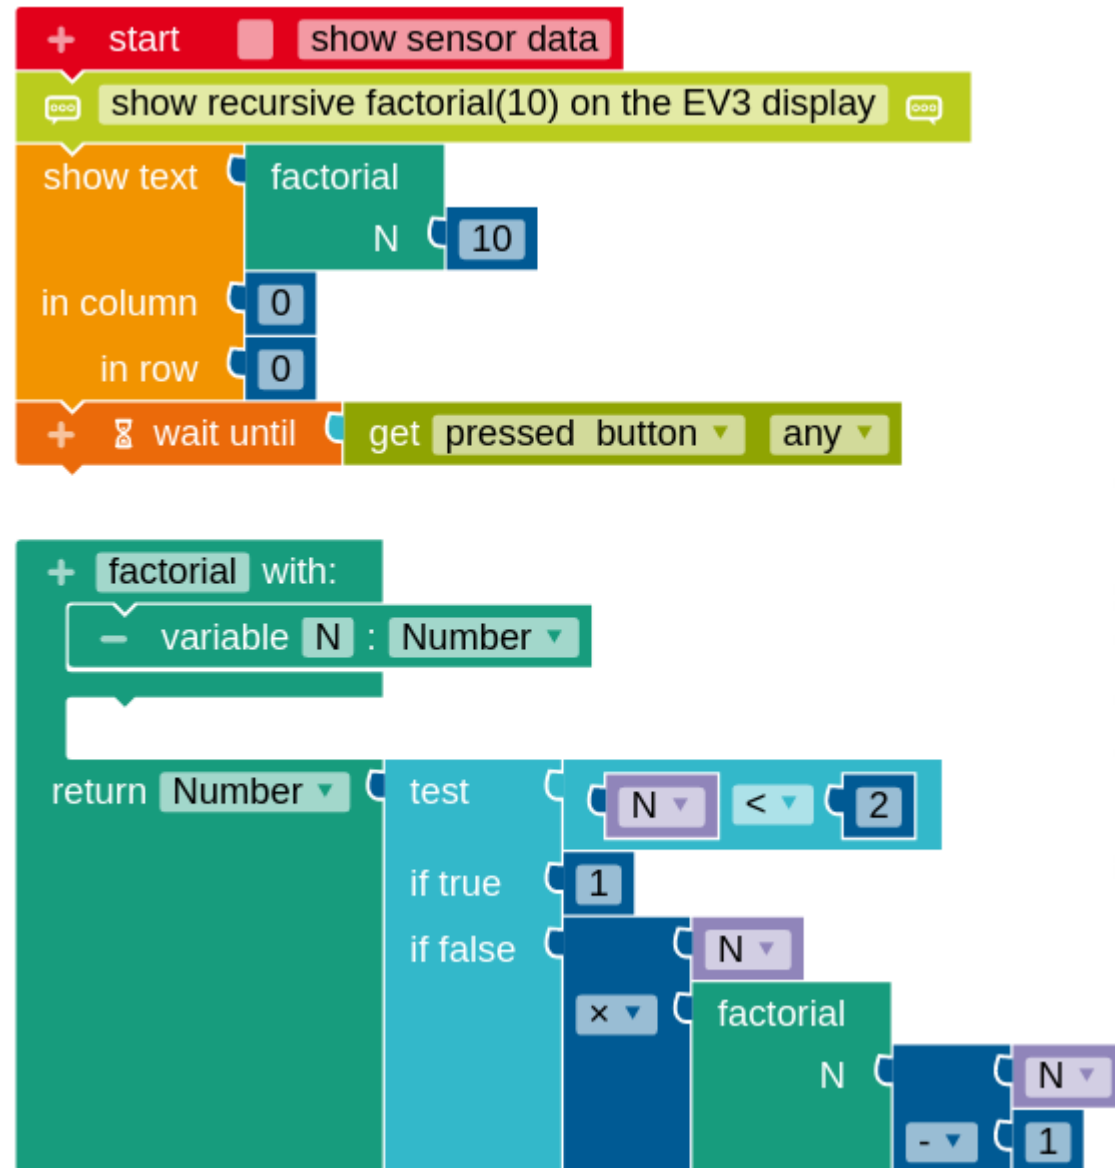 + start show sensor data
show recursive factorial(10) on the EV3 display
show text factorial
N 10
in column 0
in row 0
+ wait until get pressed button any
+ factorial with:
− variable N : Number
return Number test N < 2
if true 1
if false N
× factorial
N N
- 1